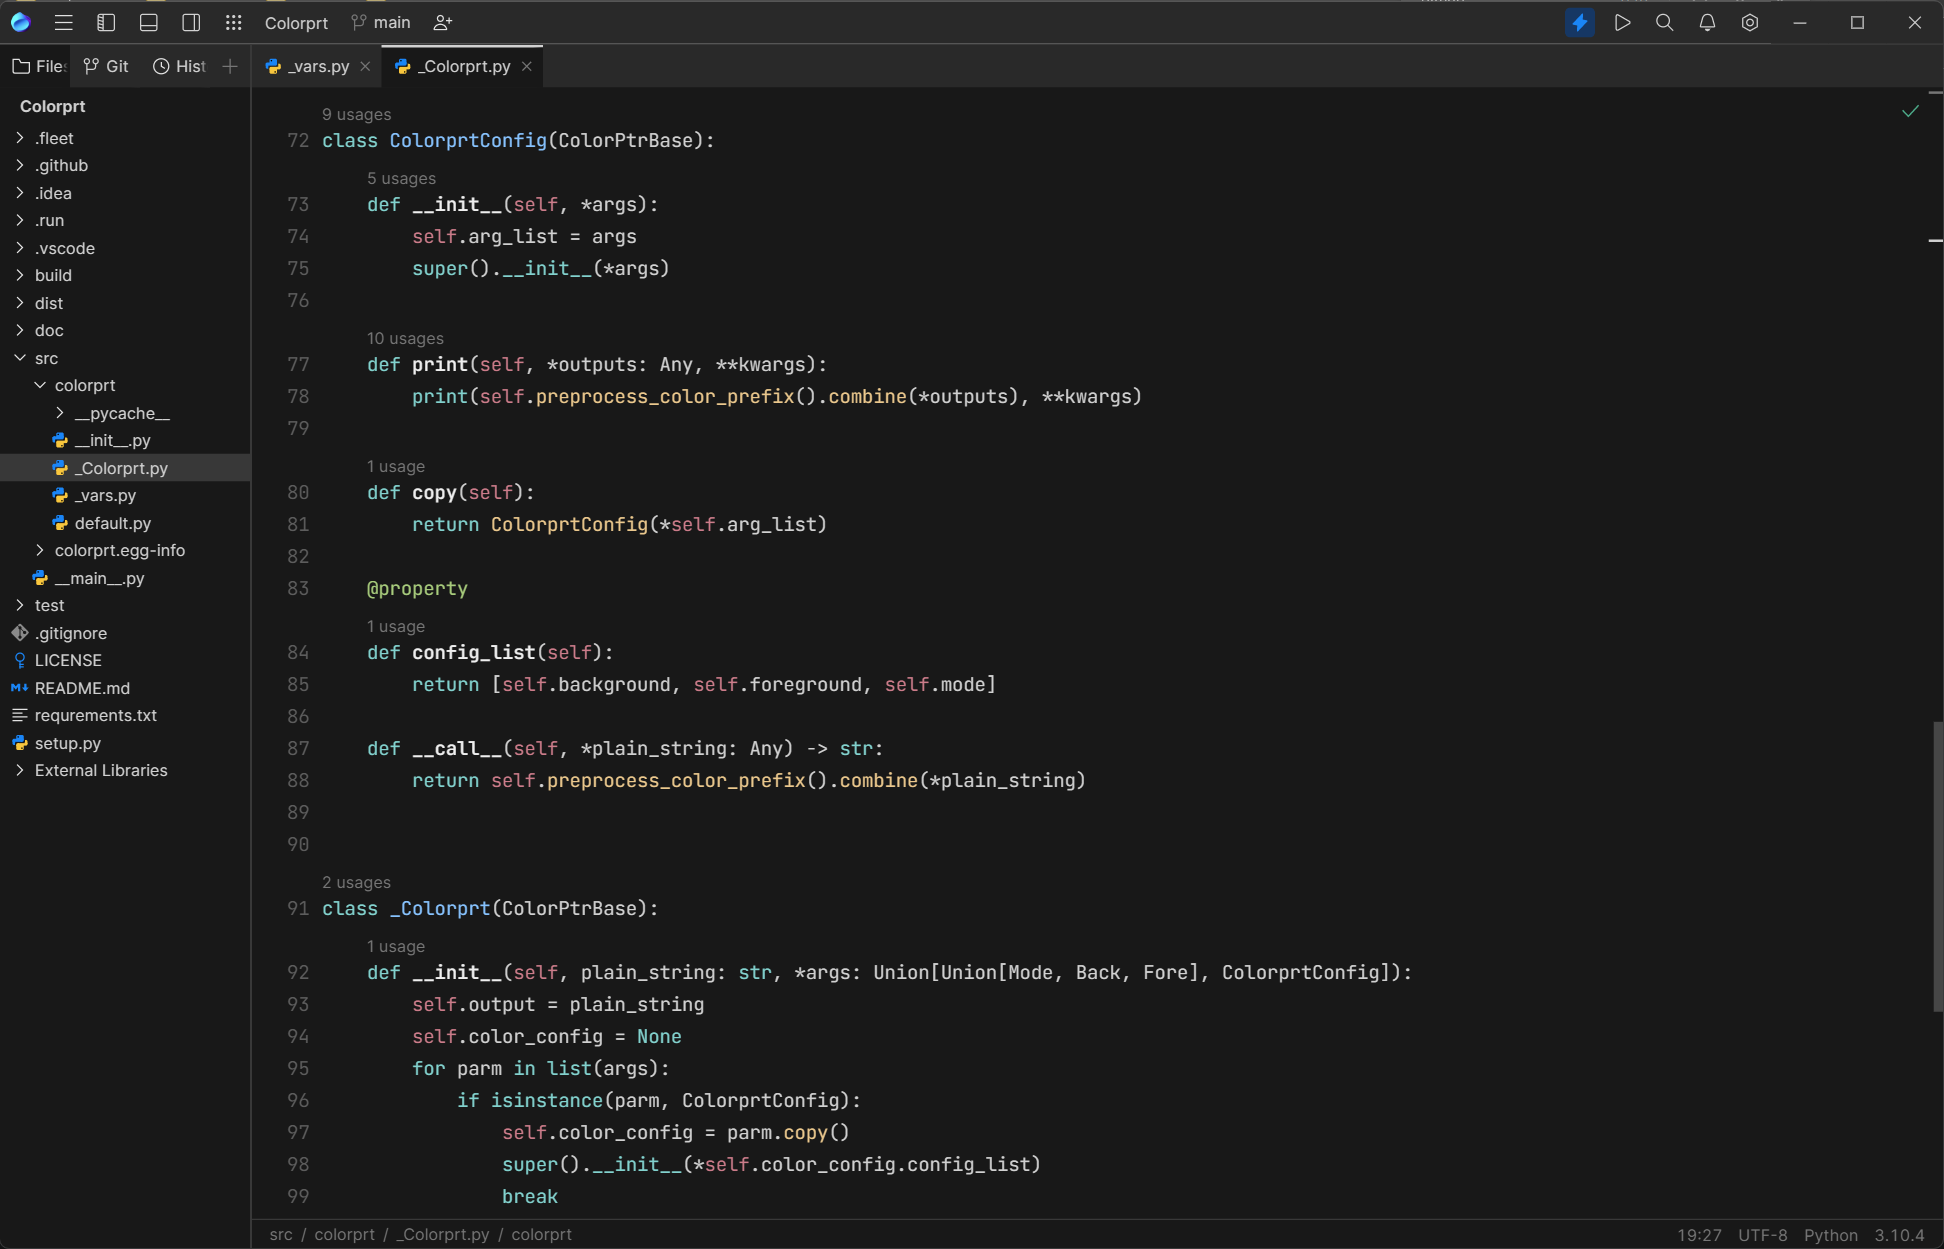 Colorprt main
Files Git Hist
_vars.py _Colorprt.py
Colorprt
.fleet
.github
.idea
.run
.vscode
build
dist
doc
src
colorprt
__pycache__
__init__.py
_Colorprt.py
_vars.py
default.py
colorprt.egg-info
__main__.py
test
.gitignore
LICENSE
README.md
requrements.txt
setup.py
External Libraries
9 usages
72 class ColorprtConfig(ColorPtrBase):
5 usages
73 def __init__(self, *args):
74 self.arg_list = args
75 super().__init__(*args)
76
10 usages
77 def print(self, *outputs: Any, **kwargs):
78 print(self.preprocess_color_prefix().combine(*outputs), **kwargs)
79
1 usage
80 def copy(self):
81 return ColorprtConfig(*self.arg_list)
82
83 @property
1 usage
84 def config_list(self):
85 return [self.background, self.foreground, self.mode]
86
87 def __call__(self, *plain_string: Any) -> str:
88 return self.preprocess_color_prefix().combine(*plain_string)
89
90
2 usages
91 class _Colorprt(ColorPtrBase):
1 usage
92 def __init__(self, plain_string: str, *args: Union[Union[Mode, Back, Fore], ColorprtConfig]):
93 self.output = plain_string
94 self.color_config = None
95 for parm in list(args):
96 if isinstance(parm, ColorprtConfig):
97 self.color_config = parm.copy()
98 super().__init__(*self.color_config.config_list)
99 break
src / colorprt / _Colorprt.py / colorprt
19:27 UTF-8 Python 3.10.4